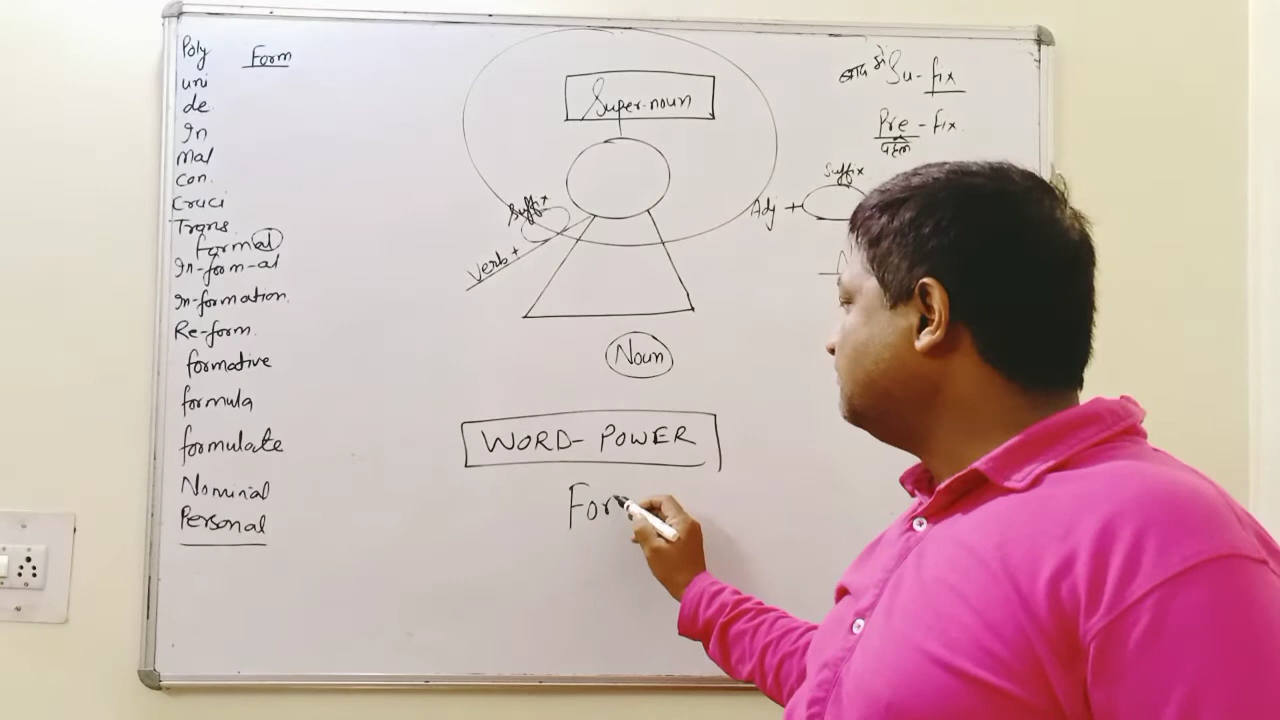 Poly
Form
uni
de
In
Mal
Con.
Cruci
Trans
formal
In-form-al
In-formation.
Re-form.
formative
formula
formulate
Nominal
Personal
Super-noun
Suffix
Verb +
Noun
WORD-POWER
For
बाद में Su-fix
Pre-fix
पहले
Suffix
Adj +